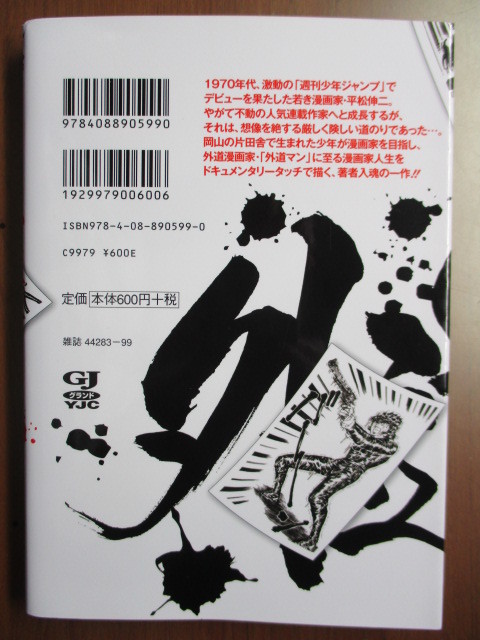 1970年代、激動の「週刊少年ジャンプ」で
デビューを果たした若き漫画家・平松伸二。
やがて不動の人気連載作家へと成長するが、
それは、想像を絶する厳しく険しい道のりであった…。
岡山の片田舎で生まれた少年が漫画家を目指し、
外道漫画家・「外道マン」に至る漫画家人生を
ドキュメンタリータッチで描く、著者入魂の一作!!
9784088905990
1929979006006
ISBN978-4-08-890599-0
C9979 ¥600E
定価 本体600円+税
雑誌 44283-99
GJ
グランド
YJC